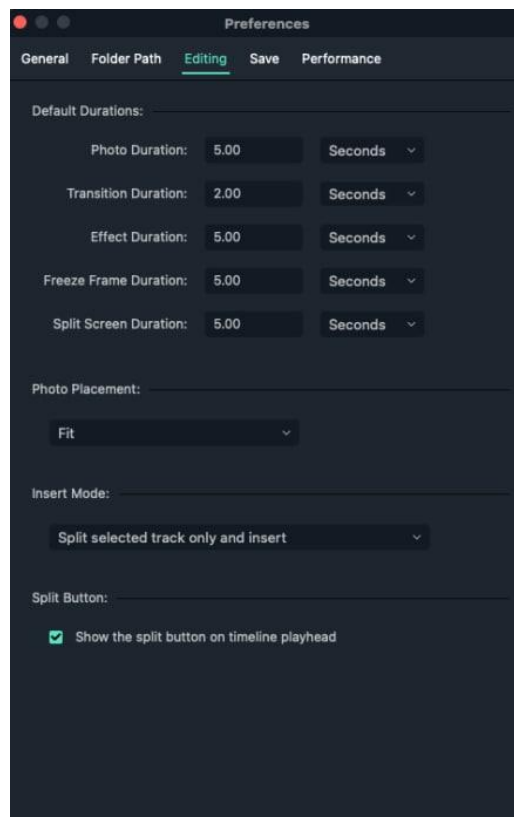 Preferences
General Folder Path Editing Save Performance
Default Durations:
Photo Duration: 5.00 Seconds
Transition Duration: 2.00 Seconds
Effect Duration: 5.00 Seconds
Freeze Frame Duration: 5.00 Seconds
Split Screen Duration: 5.00 Seconds
Photo Placement:
Fit
Insert Mode:
Split selected track only and insert
Split Button:
Show the split button on timeline playhead